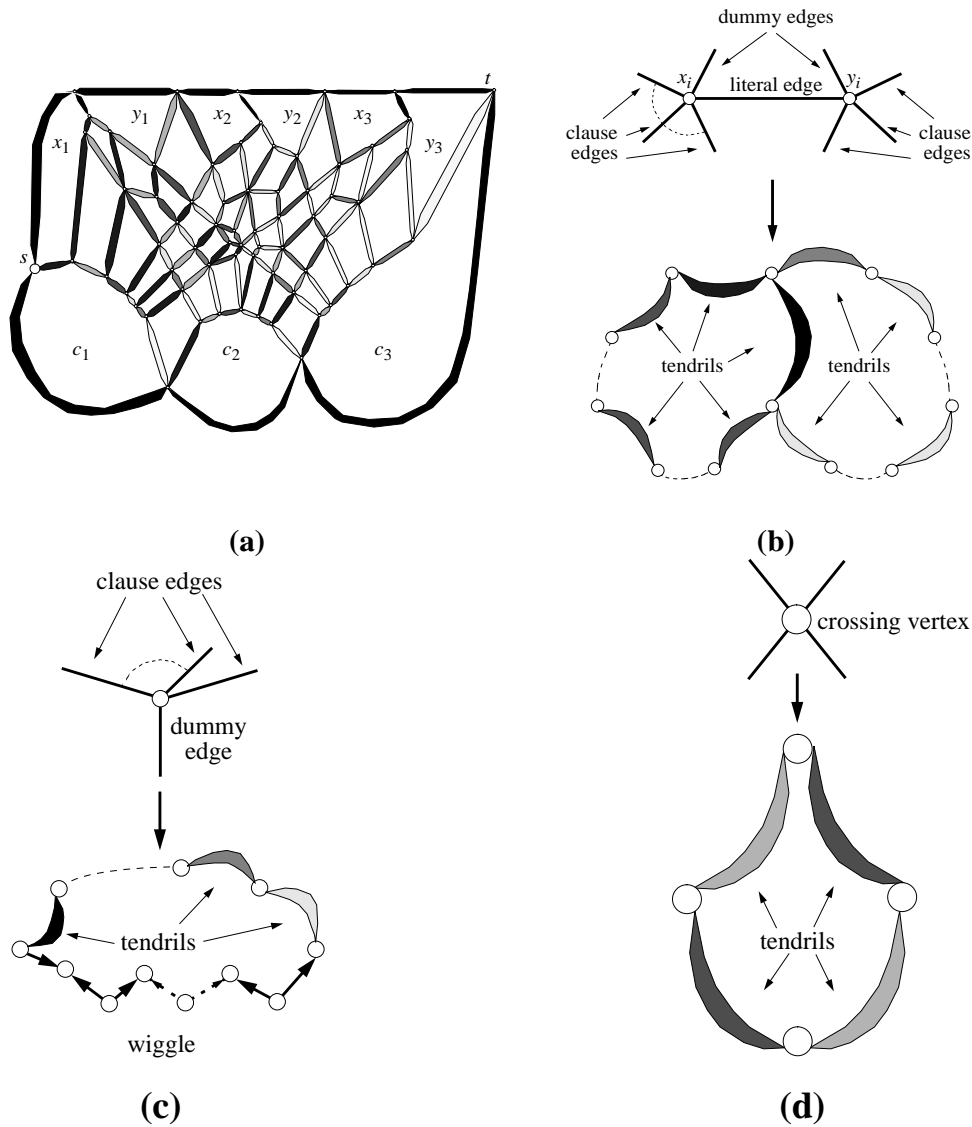 t
y1 x2 y2 x3
x1 y3
s
c1 c2 c3
(a)
dummy edges
xi yi
literal edge
clause
edges
clause
edges
tendrils tendrils
(b)
clause edges
dummy
edge
tendrils
wiggle
(c)
crossing vertex
tendrils
(d)